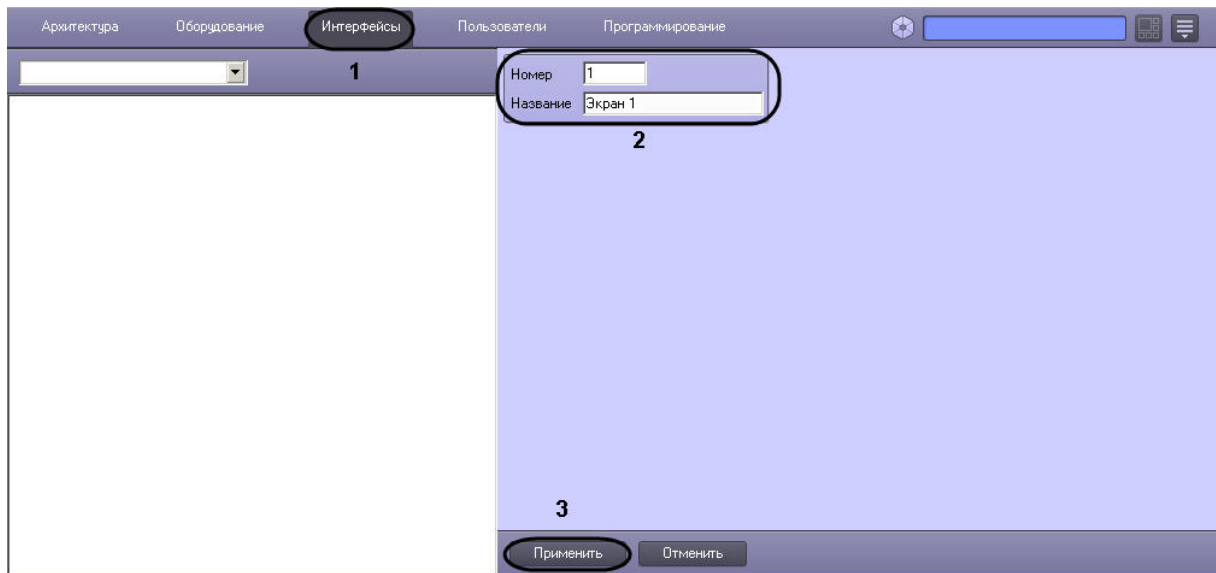 Архитектура Оборудование Интерфейсы Пользователи Программирование
1
Номер 1
Название Экран 1
2
3
Применить Отменить